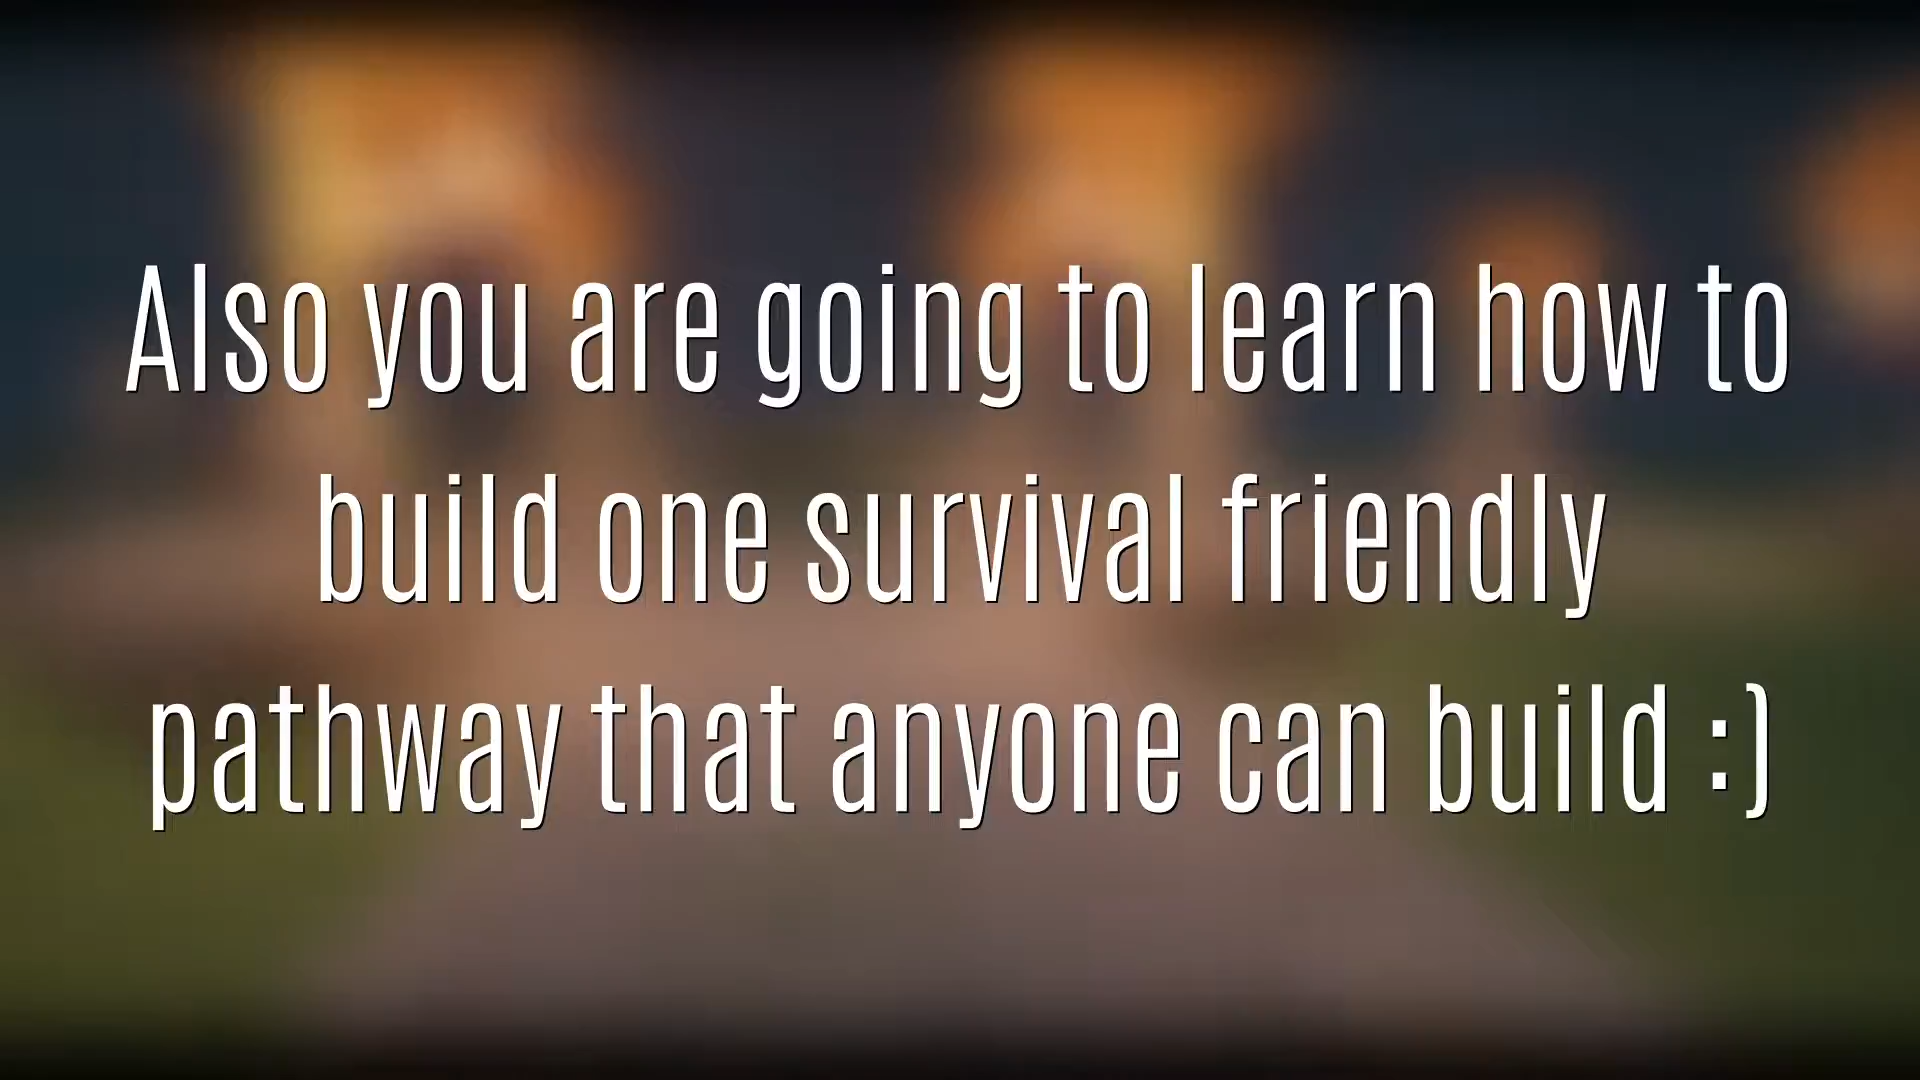 Also you are going to learn how to
build one survival friendly
pathway that anyone can build :)